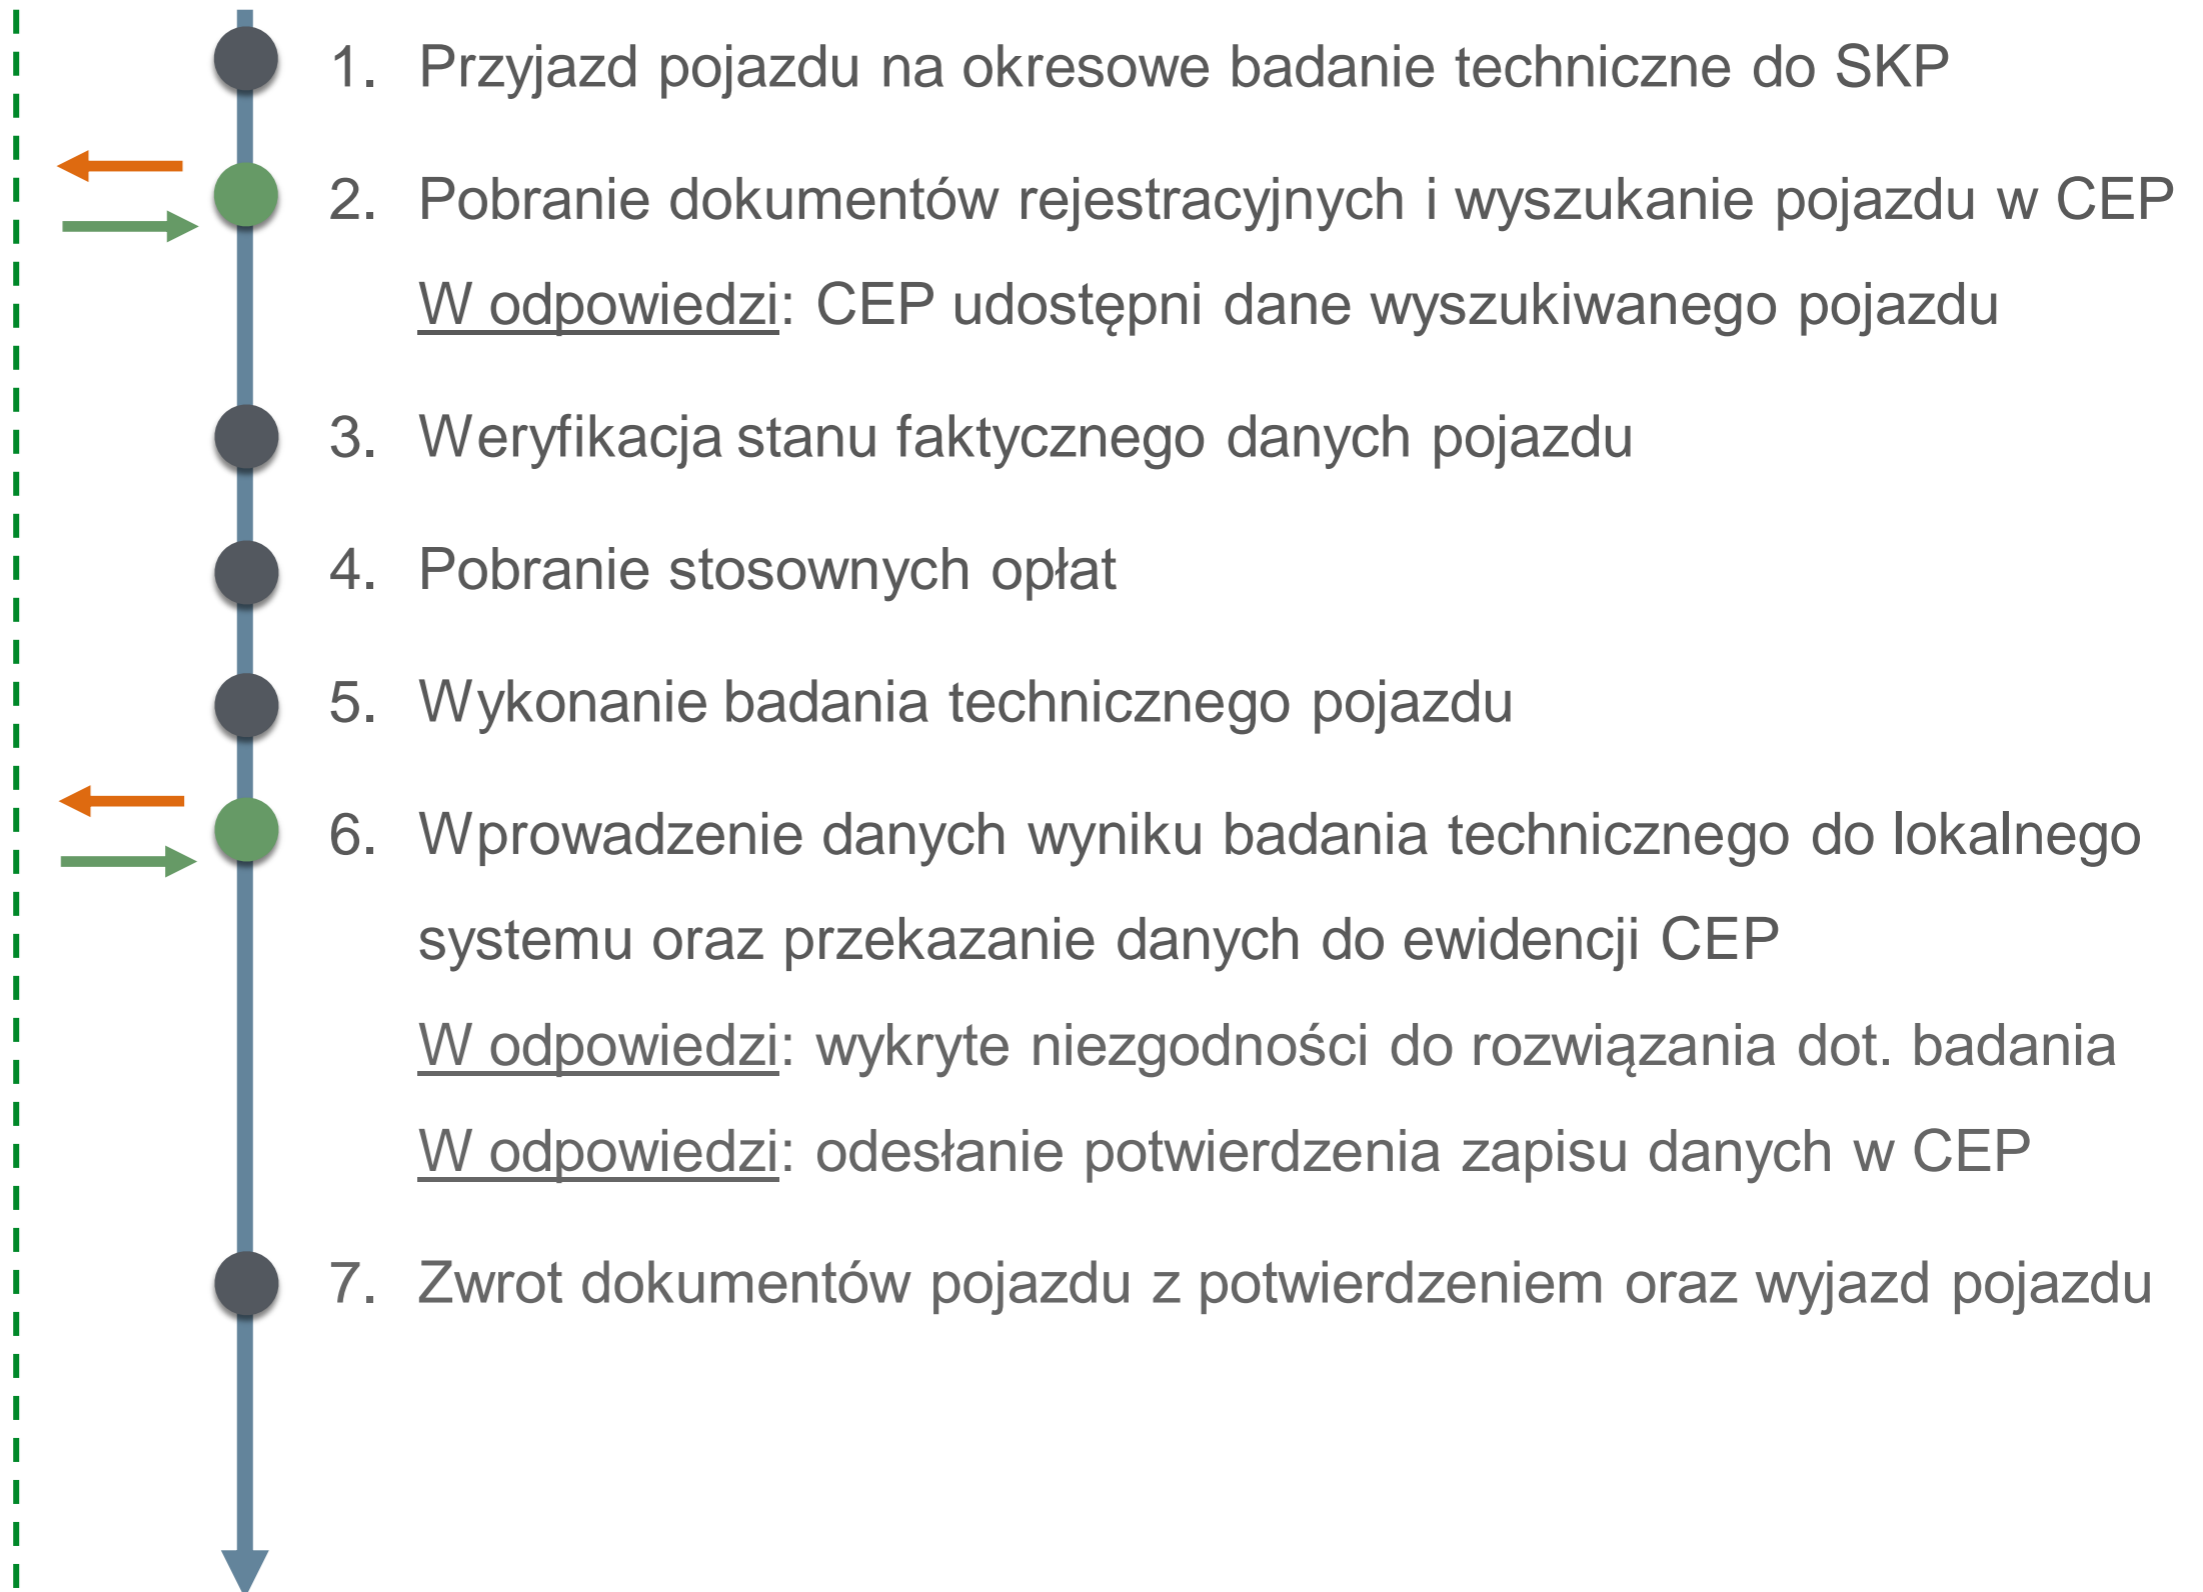 1. Przyjazd pojazdu na okresowe badanie techniczne do SKP
2. Pobranie dokumentów rejestracyjnych i wyszukanie pojazdu w CEP
W odpowiedzi: CEP udostępni dane wyszukiwanego pojazdu
3. Weryfikacja stanu faktycznego danych pojazdu
4. Pobranie stosownych opłat
5. Wykonanie badania technicznego pojazdu
6. Wprowadzenie danych wyniku badania technicznego do lokalnego
systemu oraz przekazanie danych do ewidencji CEP
W odpowiedzi: wykryte niezgodności do rozwiązania dot. badania
W odpowiedzi: odesłanie potwierdzenia zapisu danych w CEP
7. Zwrot dokumentów pojazdu z potwierdzeniem oraz wyjazd pojazdu